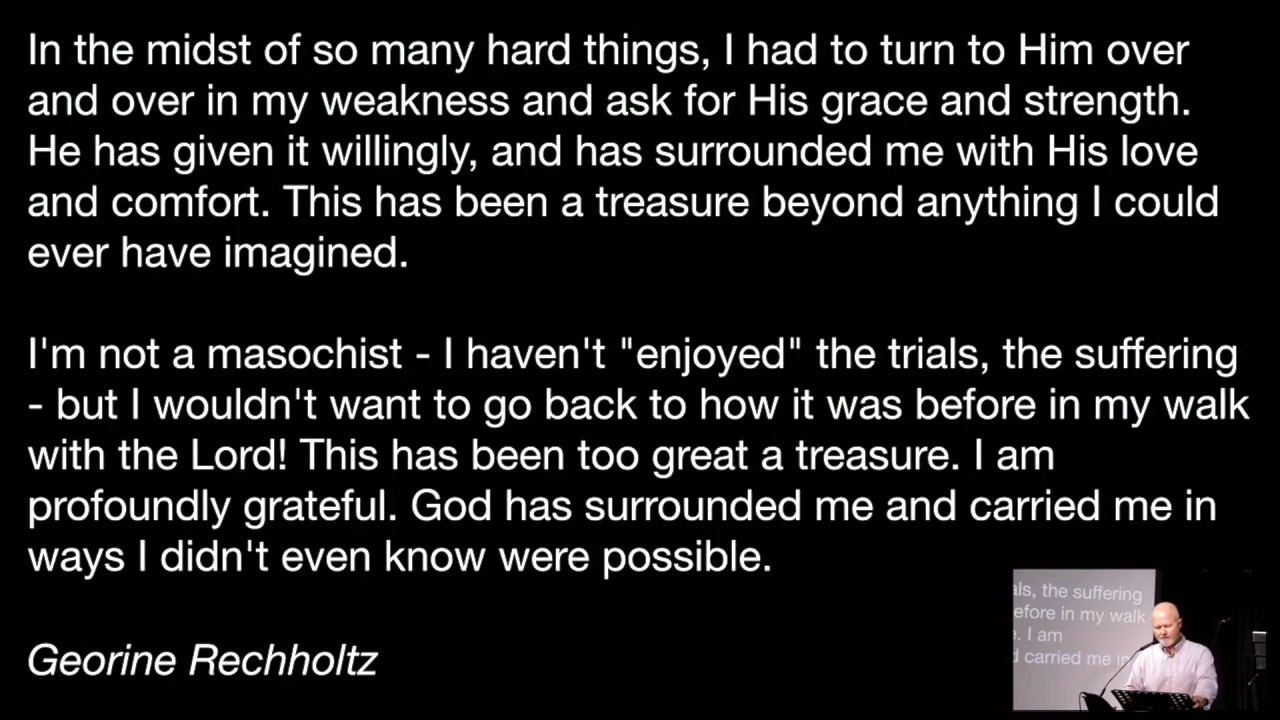 In the midst of so many hard things, I had to turn to Him over
and over in my weakness and ask for His grace and strength.
He has given it willingly, and has surrounded me with His love
and comfort. This has been a treasure beyond anything I could
ever have imagined.
I'm not a masochist - I haven't "enjoyed" the trials, the suffering
- but I wouldn't want to go back to how it was before in my walk
with the Lord! This has been too great a treasure. I am
profoundly grateful. God has surrounded me and carried me in
ways I didn't even know were possible.
Georine Rechholtz
als, the suffering
efore in my walk
e. I am
d carried me in